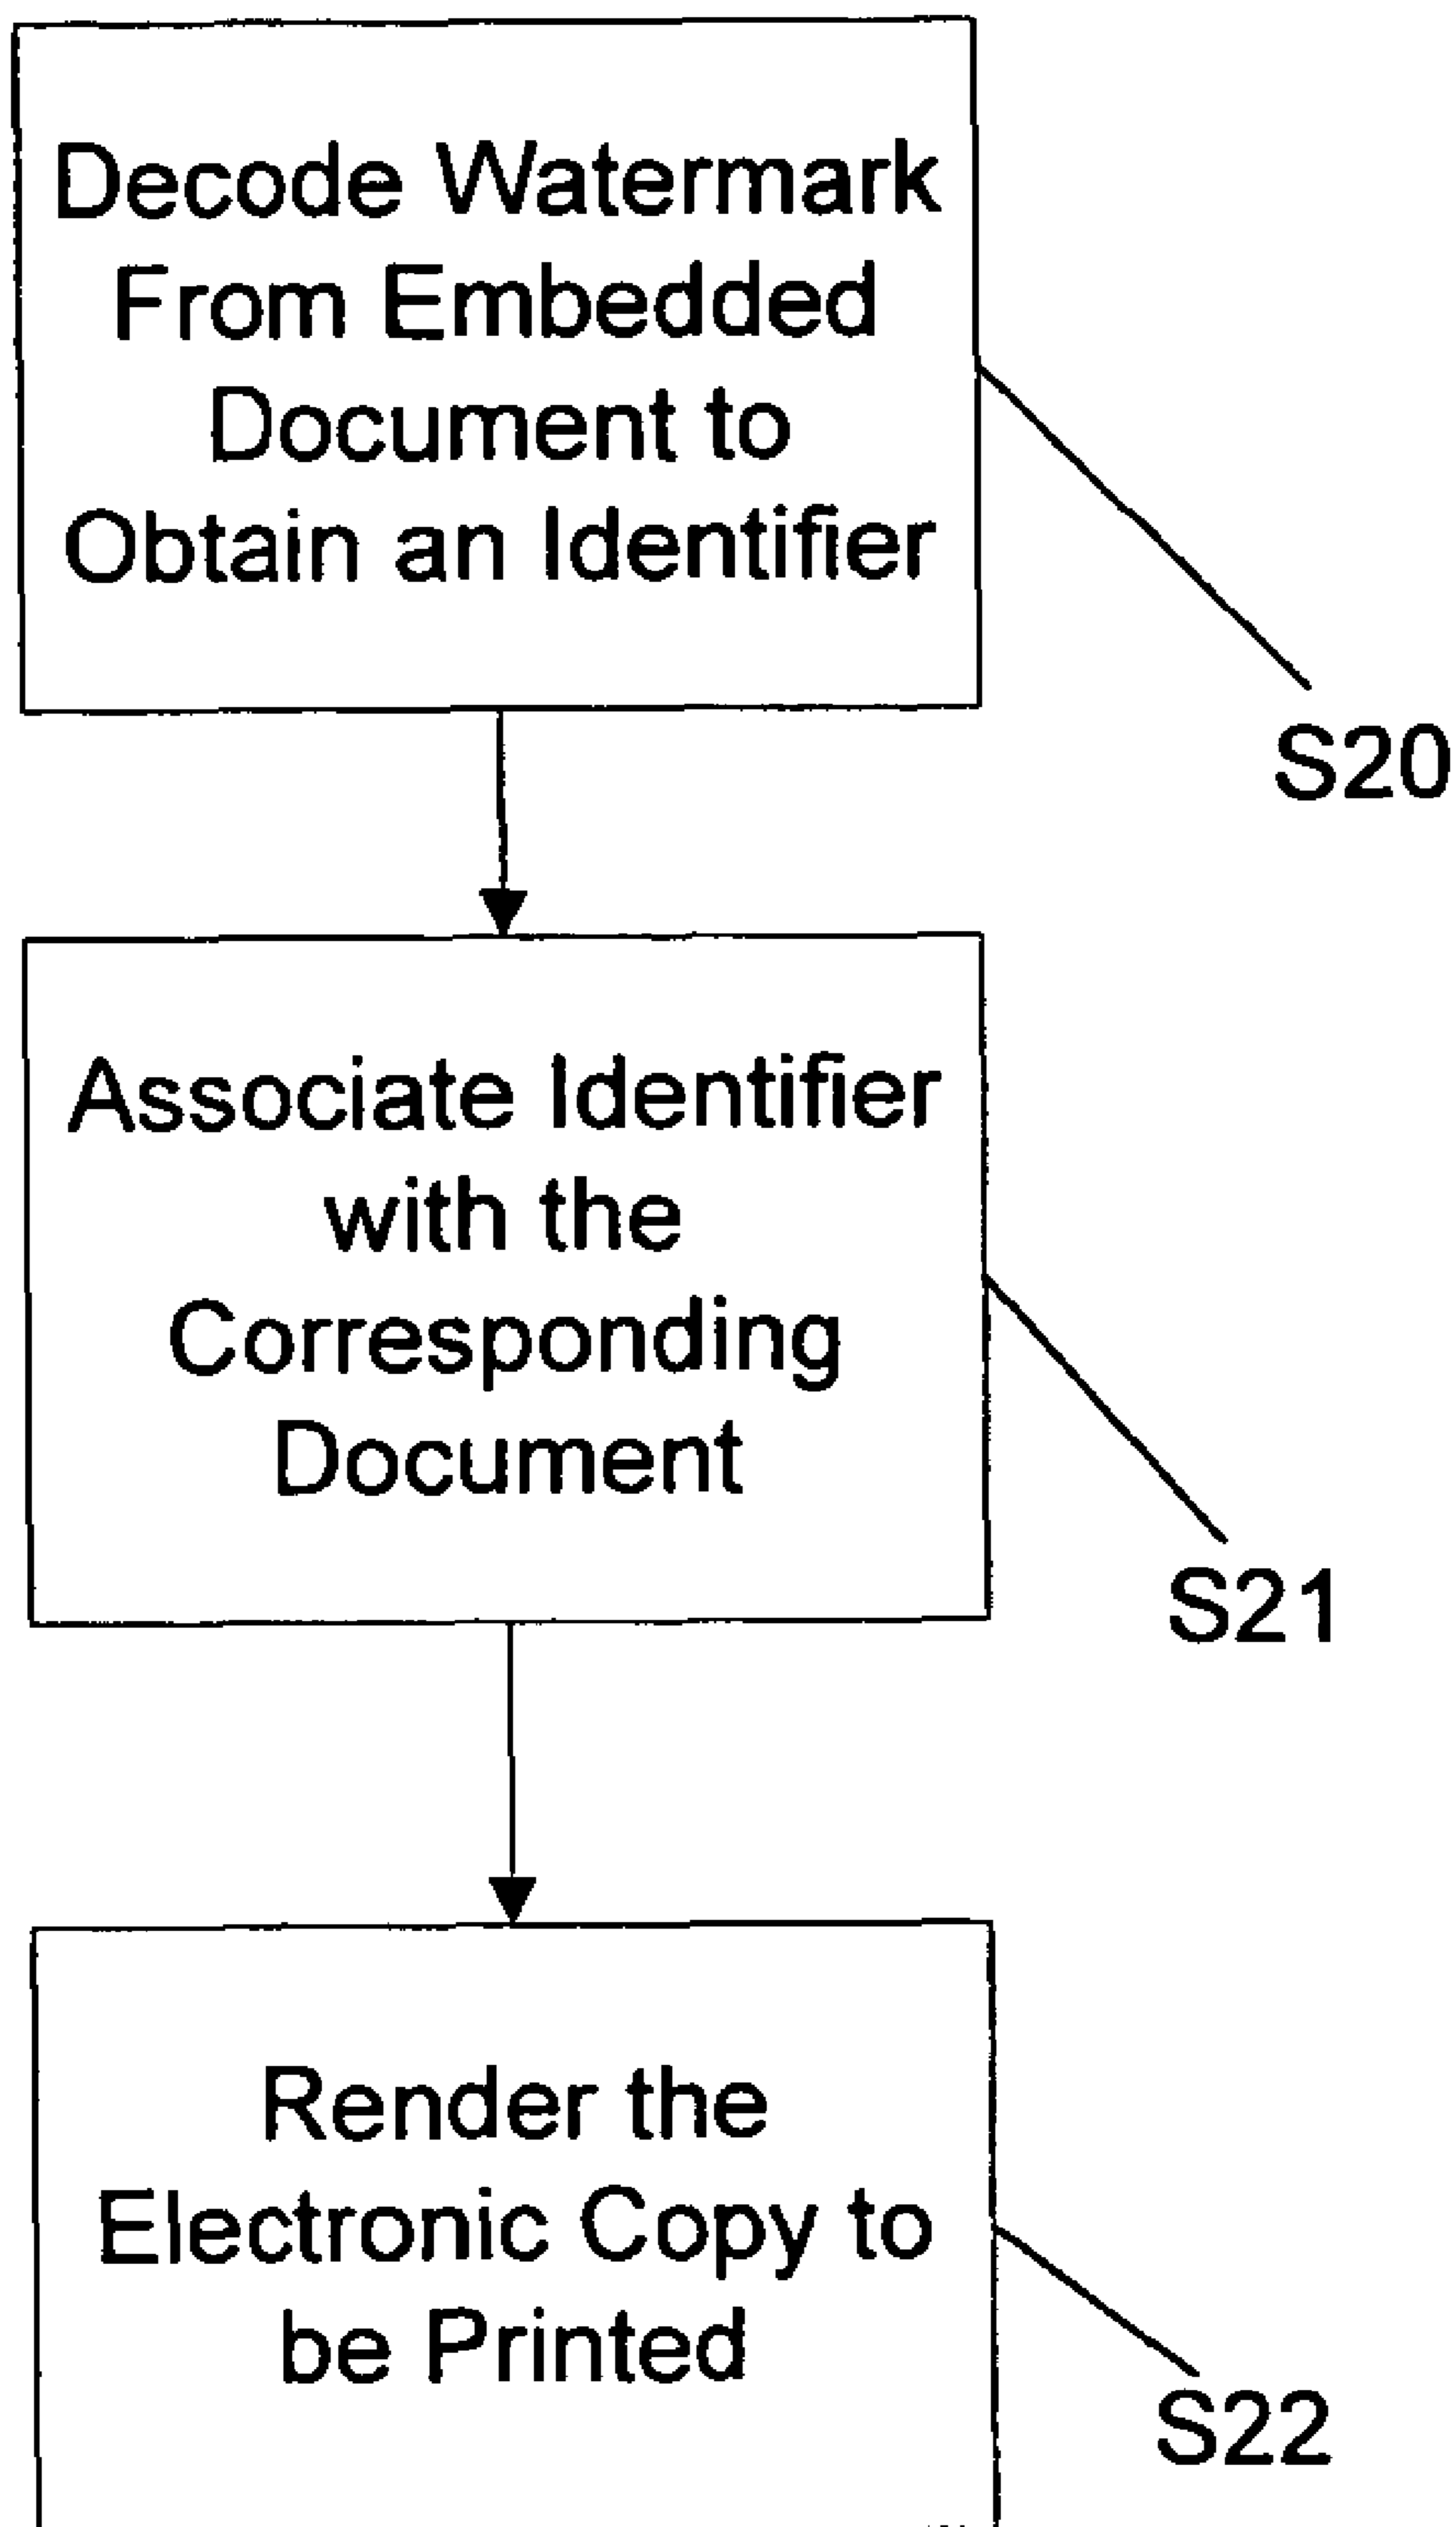 Decode Watermark
From Embedded
Document to
Obtain an Identifier
S20
Associate Identifier
with the
Corresponding
Document
S21
Render the
Electronic Copy to
be Printed
S22